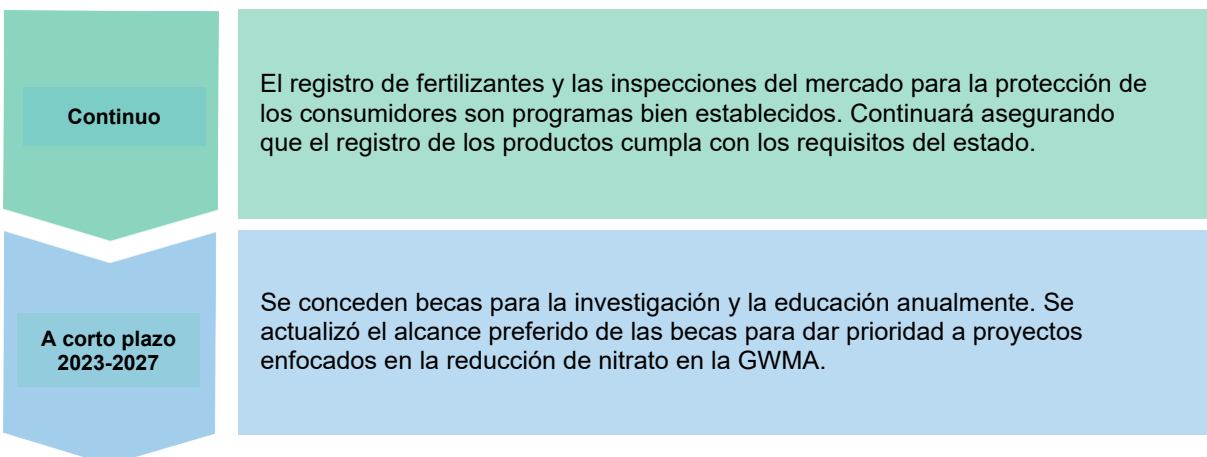 Continuo
El registro de fertilizantes y las inspecciones del mercado para la protección de
los consumidores son programas bien establecidos. Continuará asegurando
que el registro de los productos cumpla con los requisitos del estado.
A corto plazo
2023-2027
Se conceden becas para la investigación y la educación anualmente. Se
actualizó el alcance preferido de las becas para dar prioridad a proyectos
enfocados en la reducción de nitrato en la GWMA.